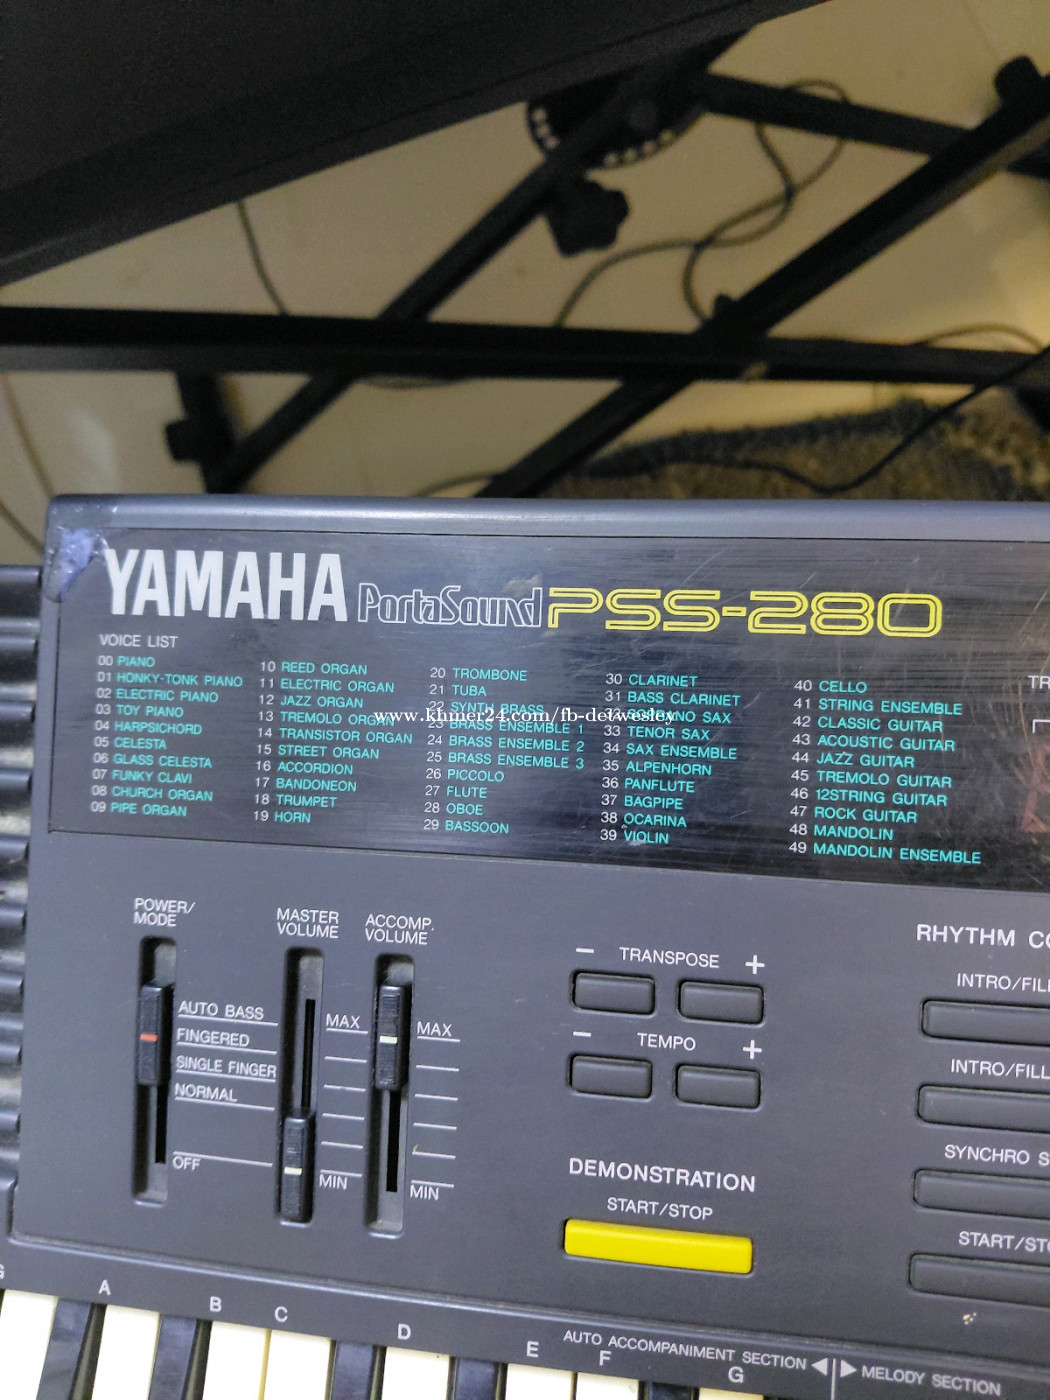 YAMAHA PortaSound PSS-280
VOICE LIST
00 PIANO
01 HONKY-TONK PIANO
02 ELECTRIC PIANO
03 TOY PIANO
04 HARPSICHORD
05 CELESTA
06 GLASS CELESTA
07 FUNKY CLAVI
08 CHURCH ORGAN
09 PIPE ORGAN
10 REED ORGAN
11 ELECTRIC ORGAN
12 JAZZ ORGAN
13 TREMOLO ORGAN
14 TRANSISTOR ORGAN
15 STREET ORGAN
16 ACCORDION
17 BANDONEON
18 TRUMPET
19 HORN
20 TROMBONE
21 TUBA
22 SYNTH BRASS
23 BRASS ENSEMBLE 1
24 BRASS ENSEMBLE 2
25 BRASS ENSEMBLE 3
26 PICCOLO
27 FLUTE
28 OBOE
29 BASSOON
30 CLARINET
31 BASS CLARINET
SAX
33 TENOR SAX
34 SAX ENSEMBLE
35 ALPENHORN
36 PANFLUTE
37 BAGPIPE
38 OCARINA
39 VIOLIN
40 CELLO
41 STRING ENSEMBLE
42 CLASSIC GUITAR
43 ACOUSTIC GUITAR
44 JAZZ GUITAR
45 TREMOLO GUITAR
46 12STRING GUITAR
47 ROCK GUITAR
48 MANDOLIN
49 MANDOLIN ENSEMBLE
www.khmer24.com/fb-detwesley
TR
POWER/
MODE
AUTO BASS
FINGERED
SINGLE FINGER
NORMAL
OFF
MASTER
VOLUME
MAX
MIN
ACCOMP.
VOLUME
MAX
MIN
− TRANSPOSE +
− TEMPO +
DEMONSTRATION
START/STOP
RHYTHM CO
INTRO/FILL
INTRO/FILL
SYNCHRO S
START/STO
G A B C D E F G
AUTO ACCOMPANIMENT SECTION ◀ ▶ MELODY SECTION